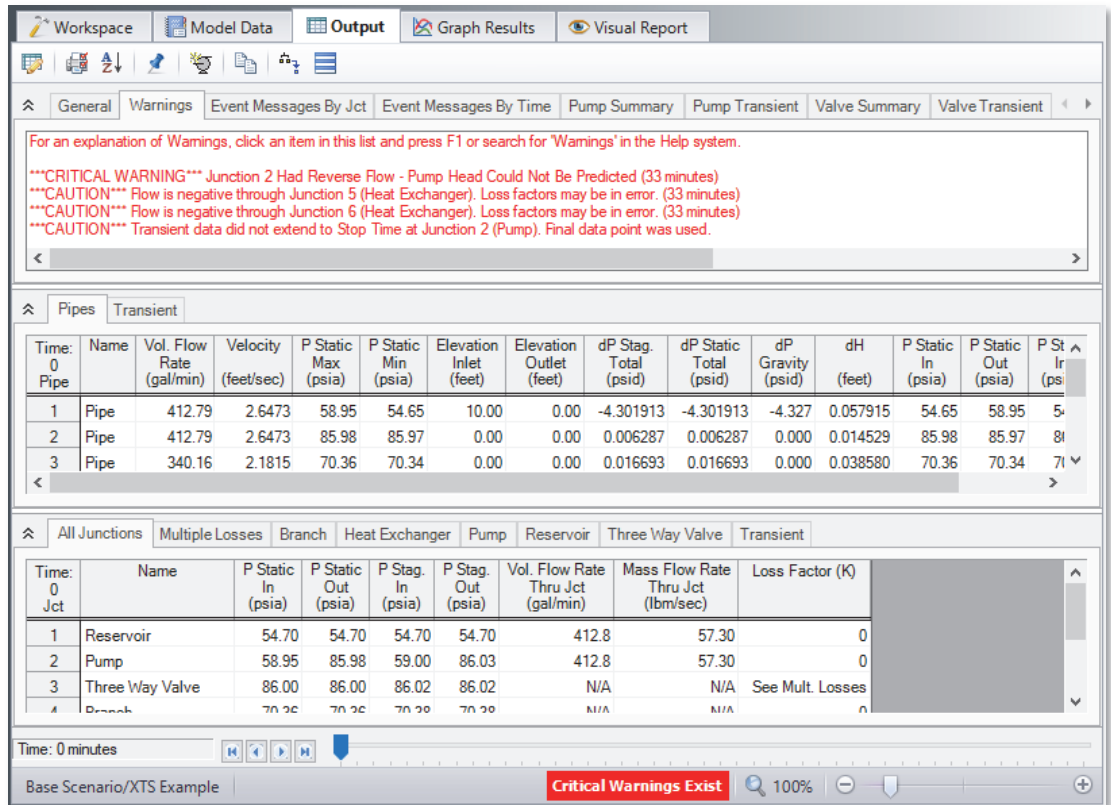 Workspace Model Data Output Graph Results Visual Report
General Warnings Event Messages By Jct Event Messages By Time Pump Summary Pump Transient Valve Summary Valve Transient
For an explanation of Warnings, click an item in this list and press F1 or search for 'Warnings' in the Help system.
***CRITICAL WARNING*** Junction 2 Had Reverse Flow - Pump Head Could Not Be Predicted (33 minutes)
***CAUTION*** Flow is negative through Junction 5 (Heat Exchanger). Loss factors may be in error. (33 minutes)
***CAUTION*** Flow is negative through Junction 6 (Heat Exchanger). Loss factors may be in error. (33 minutes)
***CAUTION*** Transient data did not extend to Stop Time at Junction 2 (Pump). Final data point was used.
Pipes Transient
Time: Name Vol. Flow Velocity P Static P Static Elevation Elevation dP Stag. dP Static dP dH P Static P Static P St
0 Rate Max Min Inlet Outlet Total Total Gravity In Out In
Pipe (gal/min) (feet/sec) (psia) (psia) (feet) (feet) (psid) (psid) (psid) (feet) (psia) (psia) (psi
1 Pipe 412.79 2.6473 58.95 54.65 10.00 0.00 -4.301913 -4.301913 -4.327 0.057915 54.65 58.95 54
2 Pipe 412.79 2.6473 85.98 85.97 0.00 0.00 0.006287 0.006287 0.000 0.014529 85.98 85.97
3 Pipe 340.16 2.1815 70.36 70.34 0.00 0.00 0.016693 0.016693 0.000 0.038580 70.36 70.34
All Junctions Multiple Losses Branch Heat Exchanger Pump Reservoir Three Way Valve Transient
Time: Name P Static P Static P Stag. P Stag. Vol. Flow Rate Mass Flow Rate Loss Factor (K)
0 In Out In Out Thru Jct Thru Jct
Jct (psia) (psia) (psia) (psia) (gal/min) (lbm/sec)
1 Reservoir 54.70 54.70 54.70 54.70 412.8 57.30 0
2 Pump 58.95 85.98 59.00 86.03 412.8 57.30 0
3 Three Way Valve 86.00 86.00 86.02 86.02 N/A N/A See Mult. Losses
4 Branch 70.36 70.36 70.38 70.38 N/A N/A 0
Time: 0 minutes
Base Scenario/XTS Example Critical Warnings Exist 100%